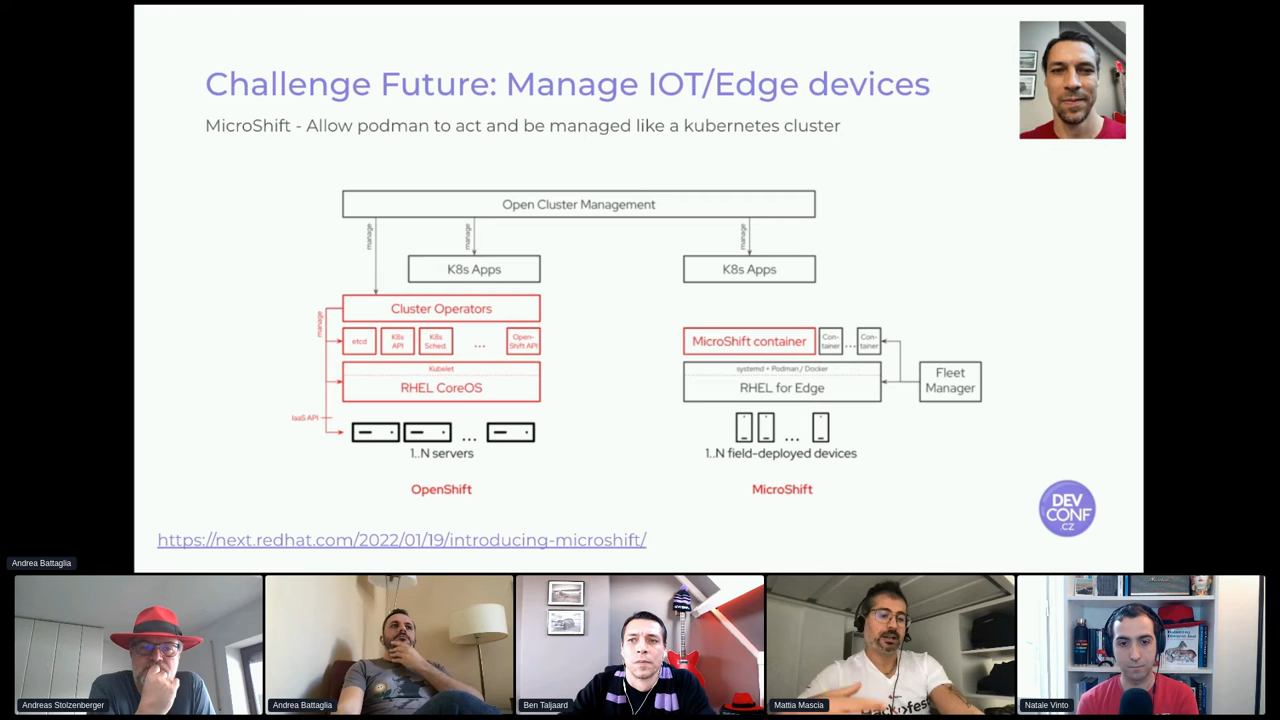 Challenge Future: Manage IOT/Edge devices
MicroShift - Allow podman to act and be managed like a kubernetes cluster
Open Cluster Management
manage
manage
manage
K8s Apps
K8s Apps
Cluster Operators
manage
etcd
K8s
API
K8s
Sched.
...
Open-
Shift API
MicroShift container
Con-
tainer
...
Con-
tainer
Kubelet
RHEL CoreOS
systemd + Podman / Docker
RHEL for Edge
Fleet
Manager
IaaS API
...
1..N servers
...
1..N field-deployed devices
OpenShift
MicroShift
DEV
CONF
.CZ
https://next.redhat.com/2022/01/19/introducing-microshift/
Andrea Battaglia
Andreas Stolzenberger
Andrea Battaglia
Ben Taljaard
Mattia Mascia
Natale Vinto